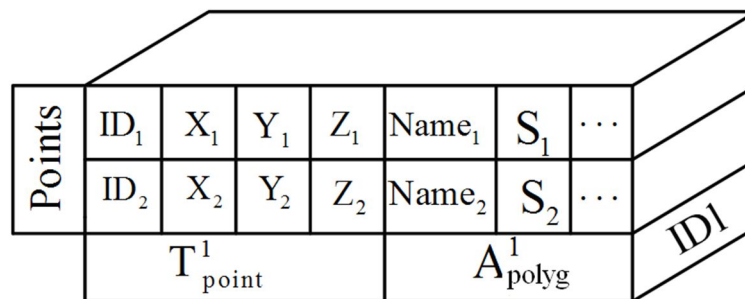 Points
ID₁ X₁ Y₁ Z₁ Name₁ S₁ ...
ID₂ X₂ Y₂ Z₂ Name₂ S₂
T¹point A¹polyg ID1